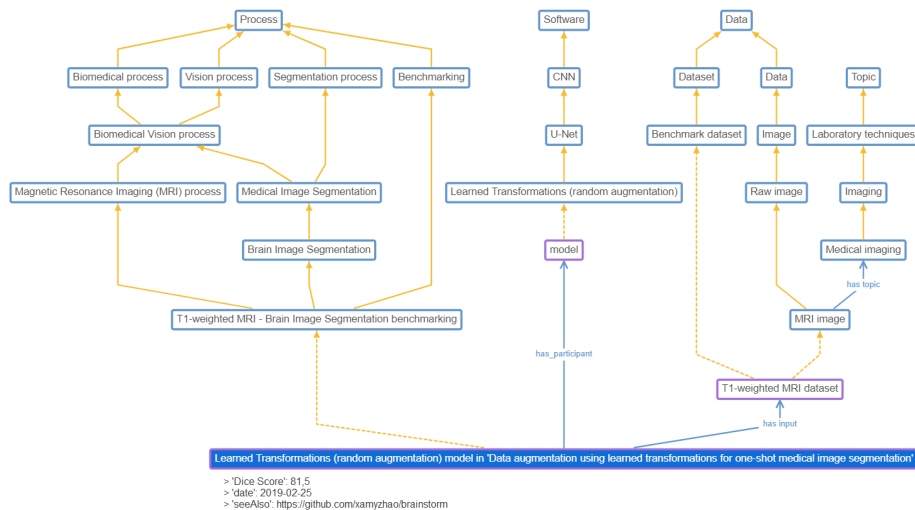 Process
Software
Data
Biomedical process
Vision process
Segmentation process
Benchmarking
CNN
Dataset
Data
Topic
Biomedical Vision process
U-Net
Benchmark dataset
Image
Laboratory techniques
Magnetic Resonance Imaging (MRI) process
Medical Image Segmentation
Learned Transformations (random augmentation)
Raw image
Imaging
Brain Image Segmentation
model
Medical imaging
has topic
T1-weighted MRI - Brain Image Segmentation benchmarking
MRI image
has_participant
T1-weighted MRI dataset
has input
Learned Transformations (random augmentation) model in 'Data augmentation using learned transformations for one-shot medical image segmentation'
> 'Dice Score': 81,5
> 'date': 2019-02-25
> 'seeAlso': https://github.com/xamyzhao/brainstorm